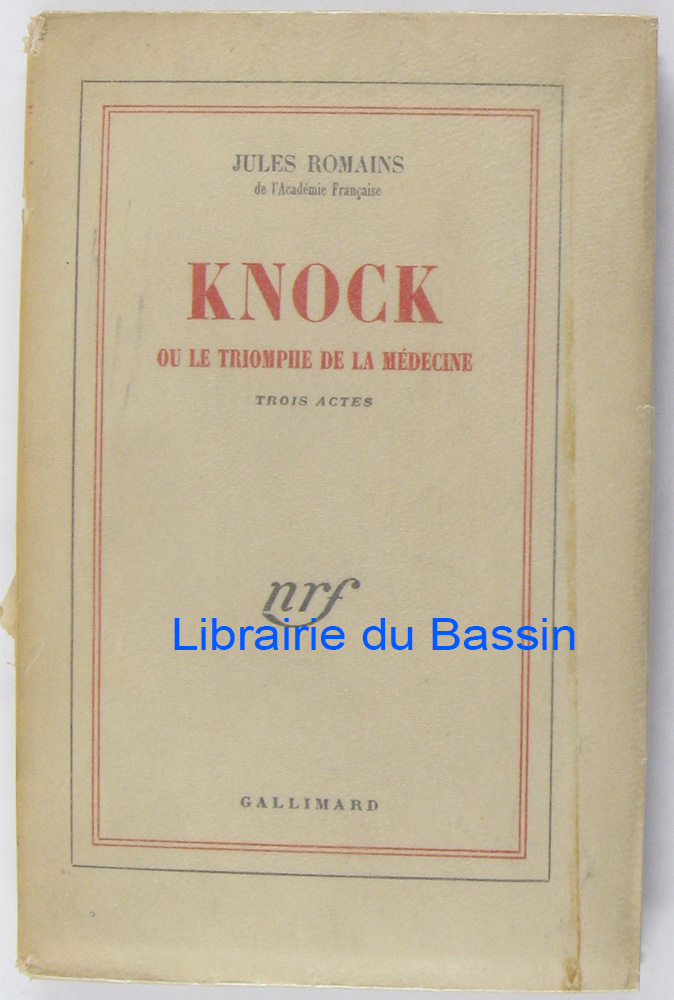 JULES ROMAINS
de l'Académie Française
KNOCK
OU LE TRIOMPHE DE LA MÉDECINE
TROIS ACTES
nrf
Librairie du Bassin
GALLIMARD